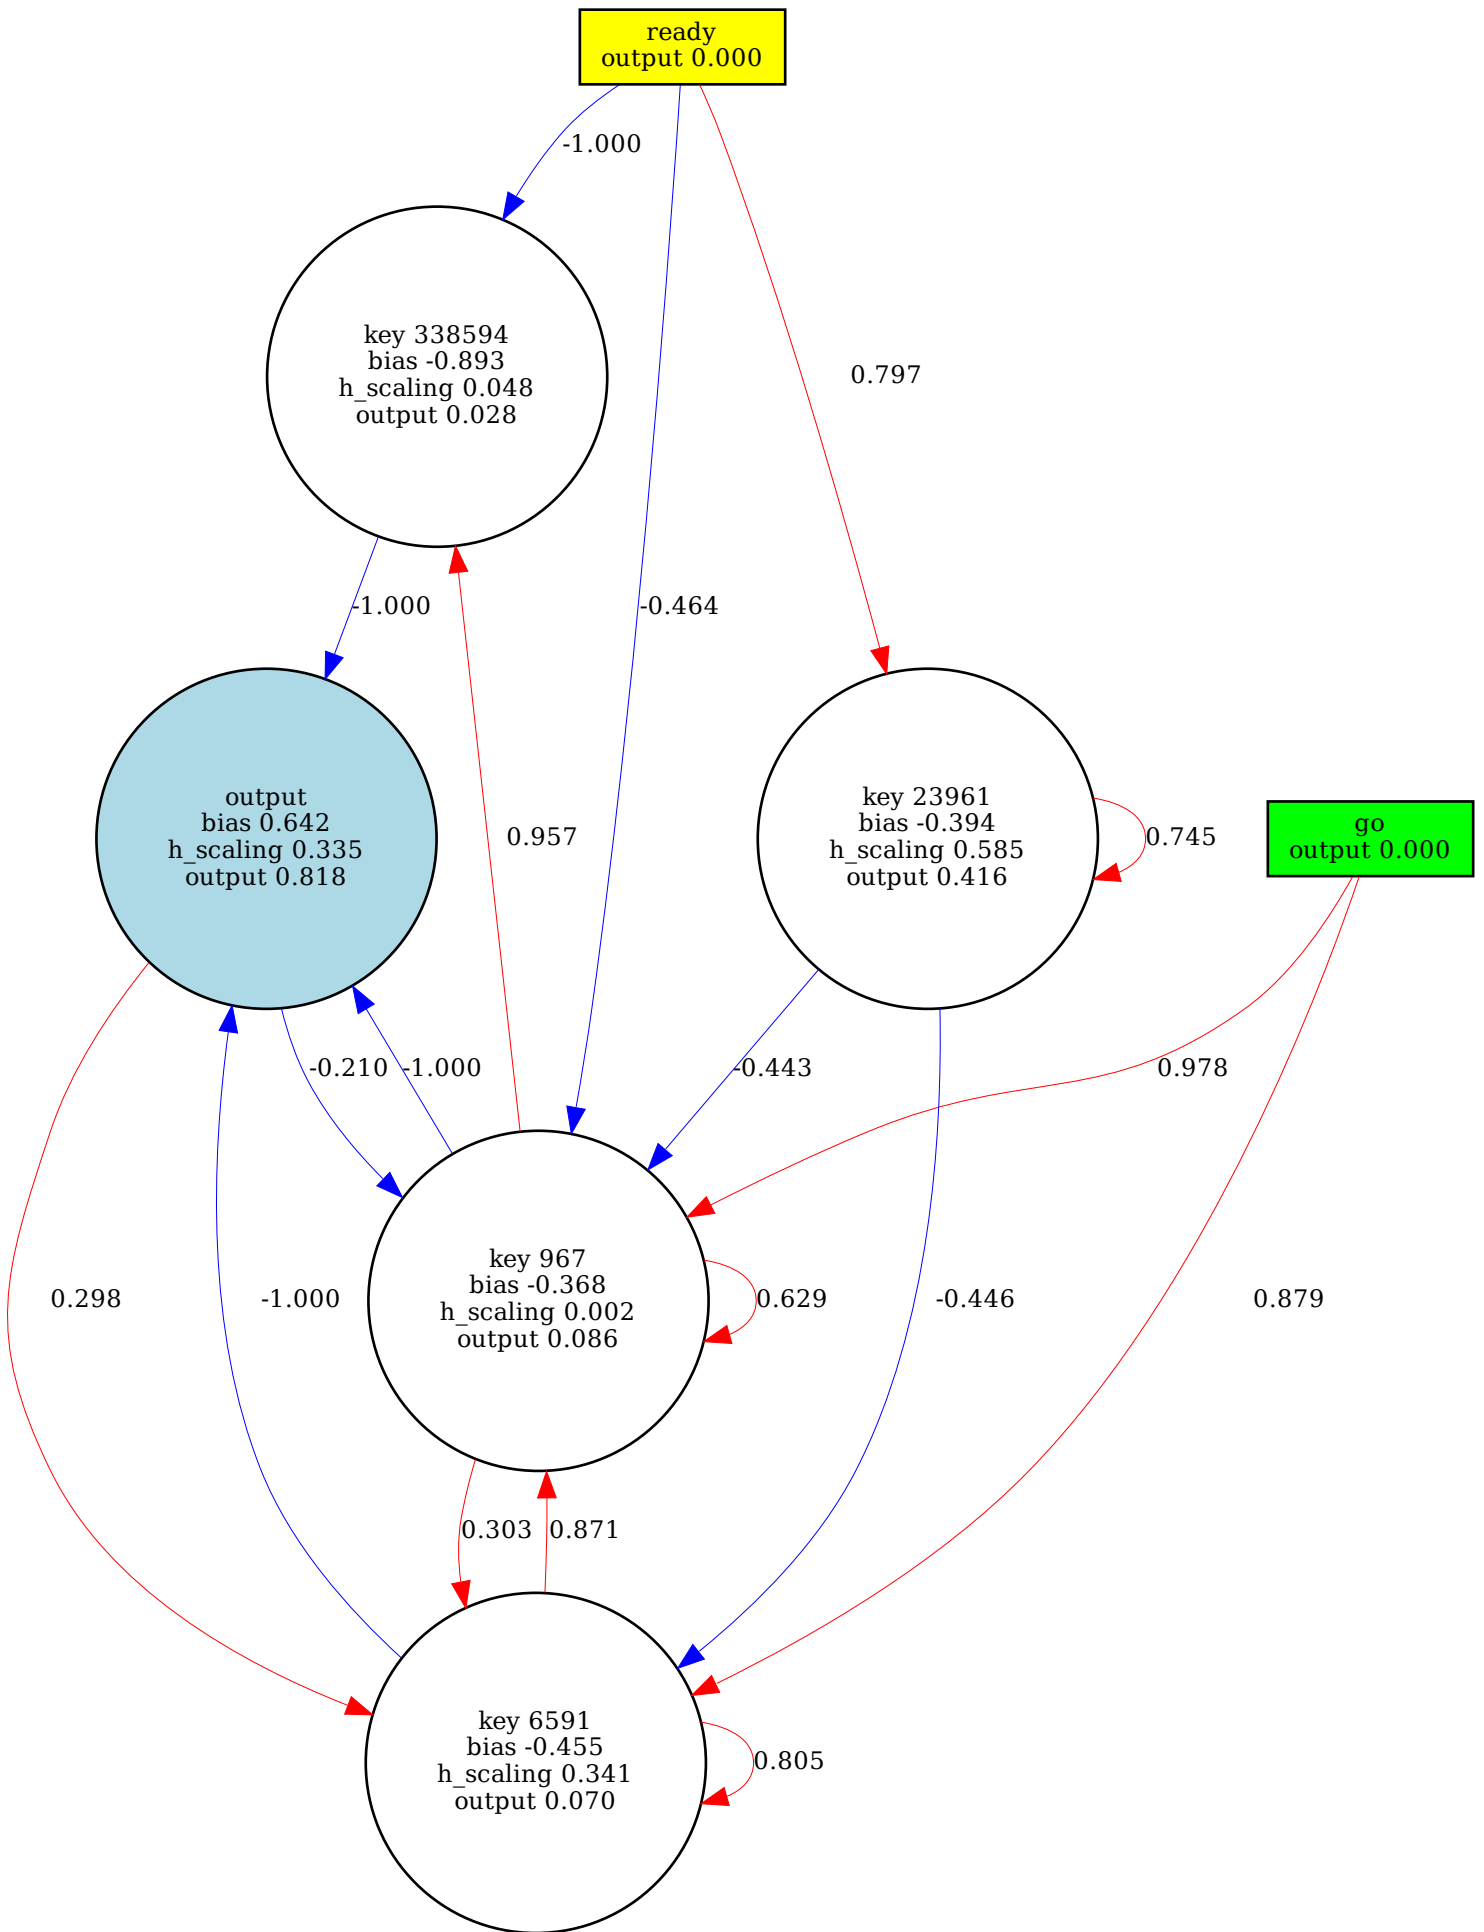 ready
output 0.000
-1.000
key 338594
bias -0.893
h_scaling 0.048
output 0.028
0.797
-1.000
-0.464
output
bias 0.642
h_scaling 0.335
output 0.818
0.957
key 23961
bias -0.394
h_scaling 0.585
output 0.416
0.745
go
output 0.000
-0.210
-1.000
-0.443
0.978
0.298
-1.000
key 967
bias -0.368
h_scaling 0.002
output 0.086
0.629
-0.446
0.879
0.303
0.871
key 6591
bias -0.455
h_scaling 0.341
output 0.070
0.805